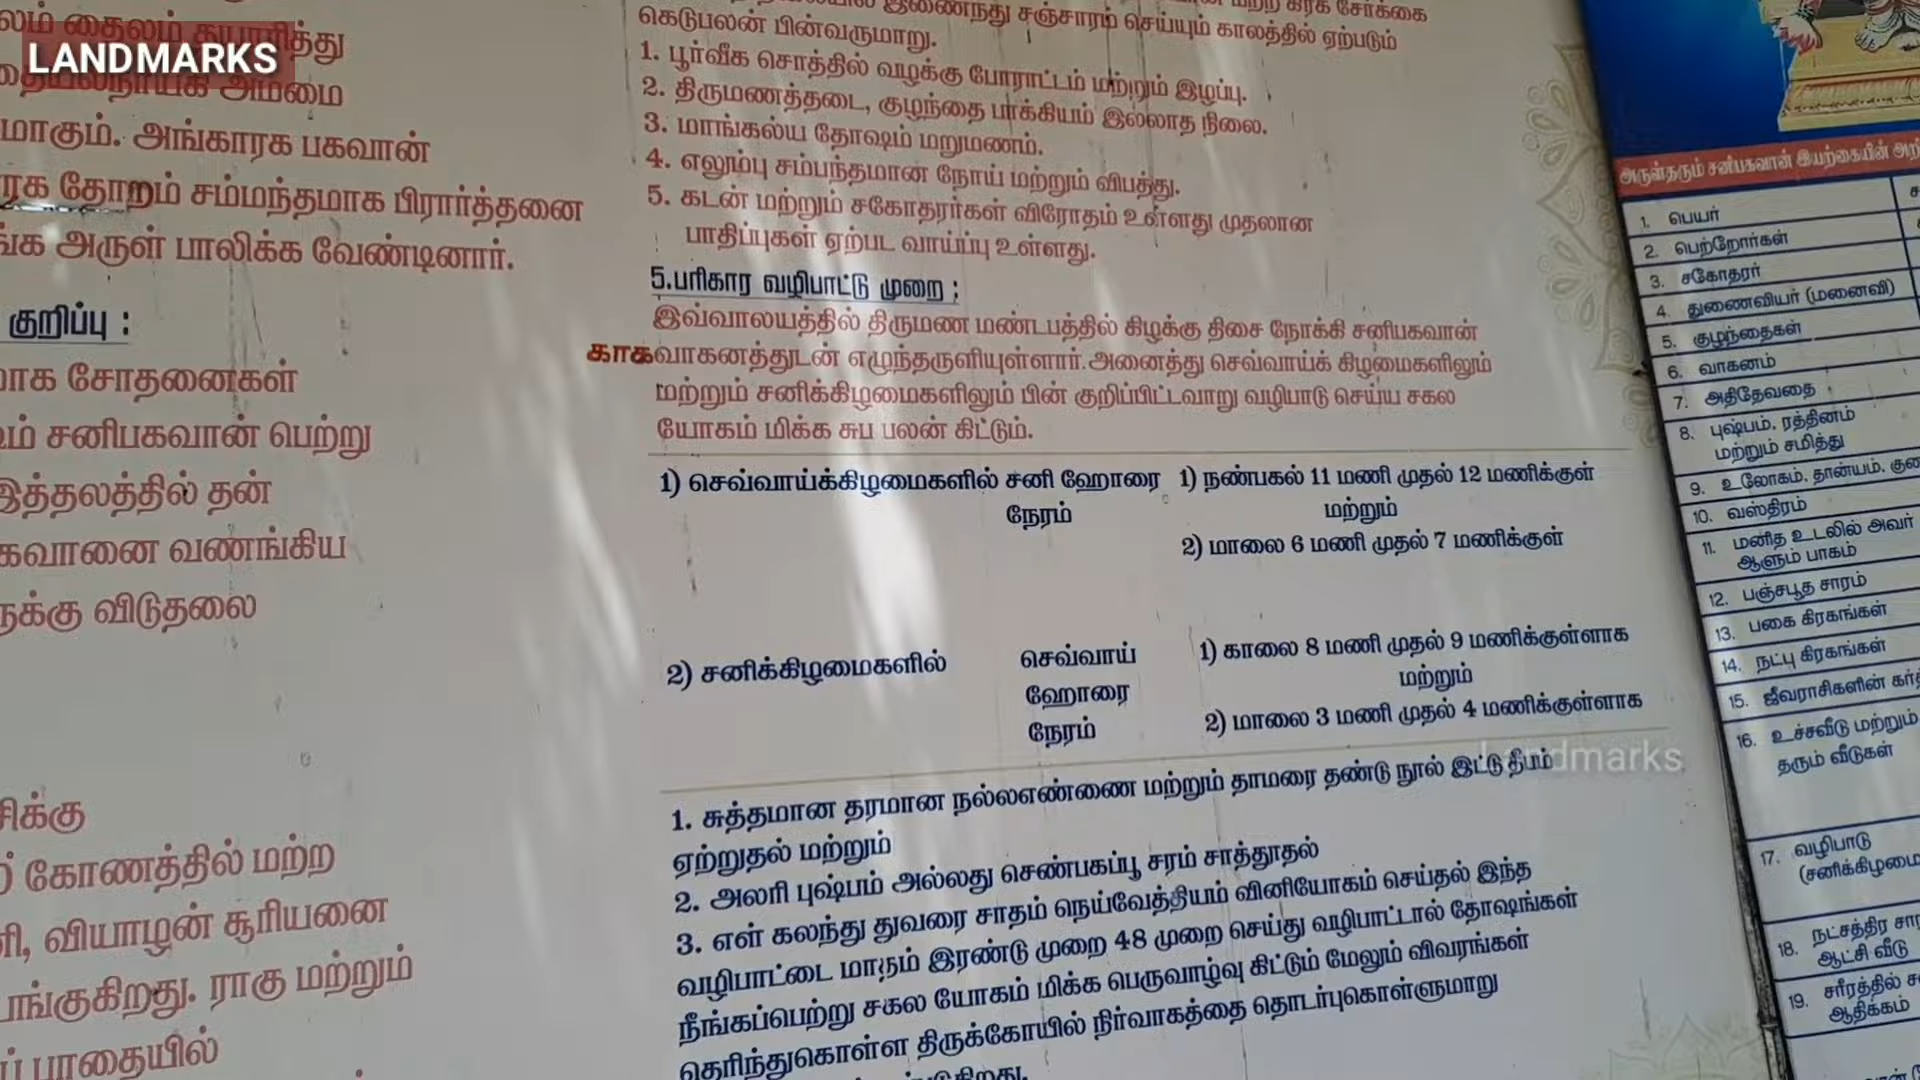 LANDMARKS
லம் தைலம் தயாரித்து
தையல்நாயகி அம்மை
மாகும். அங்காரக பகவான்
ரக தோறம் சம்மந்தமாக பிரார்த்தனை
ங்க அருள் பாலிக்க வேண்டினார்.
குறிப்பு :
மாக சோதனைகள்
ம் சனிபகவான் பெற்று
இத்தலத்தில் தன்
கவானை வணங்கிய
ருக்கு விடுதலை
சிக்கு
கோணத்தில் மற்ற
னி, வியாழன் சூரியனை
பங்குகிறது. ராகு மற்றும்
ப் பாதையில்
இணைந்து சஞ்சாரம் செய்யும் காலத்தில் ஏற்படும்
கெடுபலன் பின்வருமாறு.
1. பூர்வீக சொத்தில் வழக்கு போராட்டம் மற்றும் இழப்பு.
2. திருமணத்தடை, குழந்தை பாக்கியம் இல்லாத நிலை.
3. மாங்கல்ய தோஷம் மறுமணம்.
4. எலும்பு சம்பந்தமான நோய் மற்றும் விபத்து.
5. கடன் மற்றும் சகோதரர்கள் விரோதம் உள்ளது முதலான
பாதிப்புகள் ஏற்பட வாய்ப்பு உள்ளது.
5.பரிகார வழிபாட்டு முறை :
இவ்வாலயத்தில் திருமண மண்டபத்தில் கிழக்கு திசை நோக்கி சனிபகவான்
காகவாகனத்துடன் எழுந்தருளியுள்ளார்.அனைத்து செவ்வாய்க் கிழமைகளிலும்
மற்றும் சனிக்கிழமைகளிலும் பின் குறிப்பிட்டவாறு வழியாடு செய்ய சகல
யோகம் மிக்க சுப பலன் கிட்டும்.
1) செவ்வாய்க்கிழமைகளில் சனி ஹோரை நேரம்
1) நண்பகல் 11 மணி முதல் 12 மணிக்குள்
மற்றும்
2) மாலை 6 மணி முதல் 7 மணிக்குள்
2) சனிக்கிழமைகளில்
செவ்வாய்
ஹோரை
நேரம்
1) காலை 8 மணி முதல் 9 மணிக்குள்ளாக
மற்றும்
2) மாலை 3 மணி முதல் 4 மணிக்குள்ளாக
Landmarks
1. சுத்தமான தரமான நல்லஎண்ணை மற்றும் தாமரை தண்டு நூல் இட்டு தீபம்
ஏற்றுதல் மற்றும்
2. அலரி புஷ்பம் அல்லது செண்பகப்பூ சரம் சாத்தூதல்
3. எள் கலந்து துவரை சாதம் நெய்வேத்தியம் வினியோகம் செய்தல் இந்த
வழிபாட்டை மாதம் இரண்டு முறை 48 முறை செய்து வழிபாட்டால் தோஷங்கள்
நீங்கப்பெற்று சகல யோகம் மிக்க பெருவாழ்வு கிட்டும் மேலும் விவரங்கள்
தெரிந்துகொள்ள திருக்கோயில் நிர்வாகத்தை தொடர்புகொள்ளுமாறு
அருள்தரும் சனிபகவான் இயற்கையின்
1. பெயர்
2. பெற்றோர்கள்
3. சகோதரர்
4. துணைவியர் (மனைவி)
5. குழந்தைகள்
6. வாகனம்
7. அதிதேவதை
8. புஷ்பம், ரத்தினம்
மற்றும் சமித்து
9. உலோகம், தான்யம்,
10. வஸ்திரம்
11. மனித உடலில் அவர்
ஆளும் பாகம்
12. பஞ்சபூத சாரம்
13. பகை கிரகங்கள்
14. நட்பு கிரகங்கள்
15. ஜீவராசிகளின்
16. உச்சவீடு மற்றும்
தரும் வீடுகள்
17. வழிபாடு
(சனிக்கிழமை
18. நட்சத்திர
ஆட்சி வீடு
19. சரீரத்தில்
ஆதிக்கம்